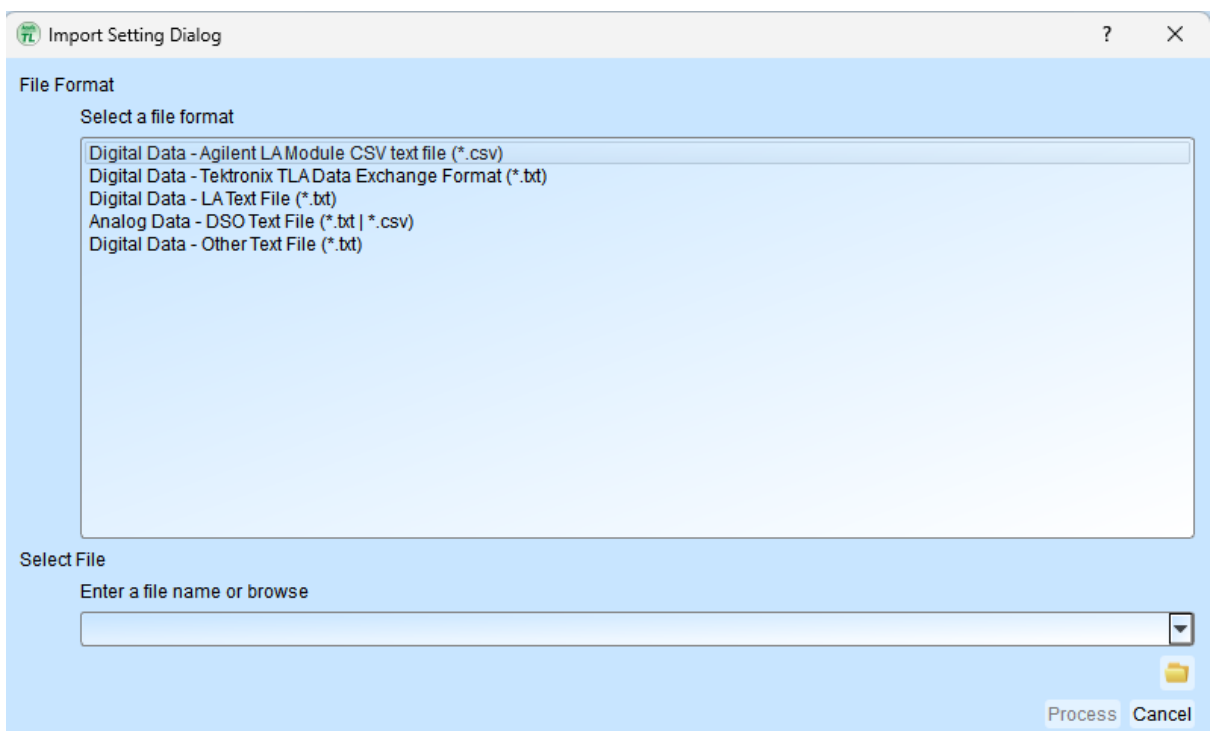 TL Import Setting Dialog ?
File Format
Select a file format
Digital Data - Agilent LA Module CSV text file (*.csv)
Digital Data - Tektronix TLA Data Exchange Format (*.txt)
Digital Data - LA Text File (*.txt)
Analog Data - DSO Text File (*.txt | *.csv)
Digital Data - Other Text File (*.txt)
Select File
Enter a file name or browse
Process Cancel